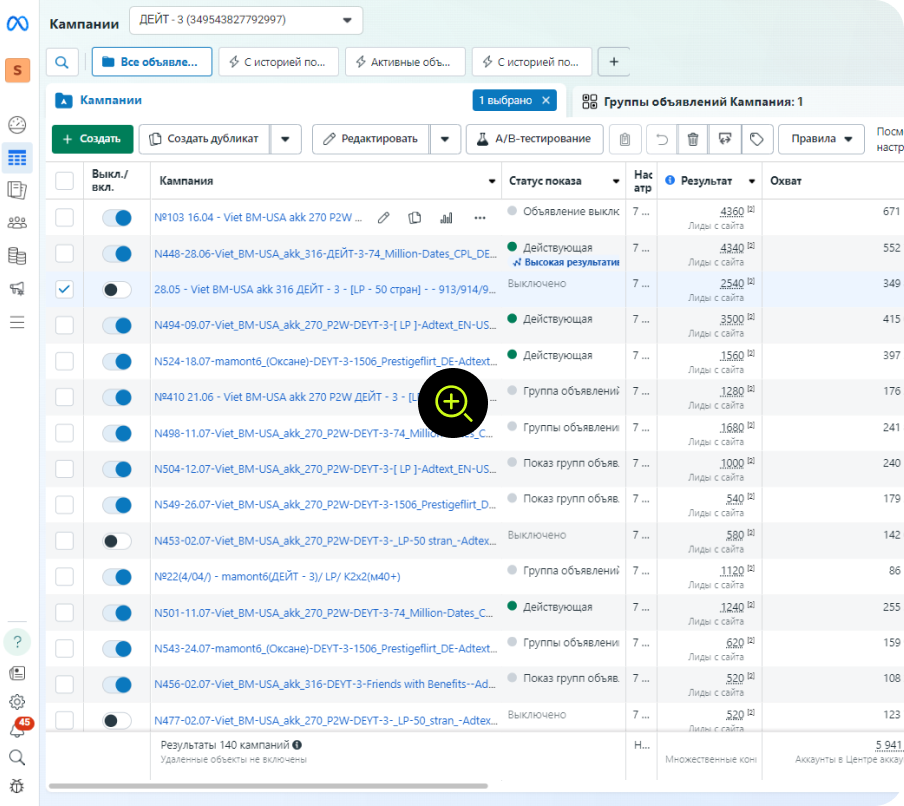 Кампании
ДЕЙТ - 3 (349543827792997)
Все объявле...
С историей по...
Активные объ...
С историей по...
+
S
Кампании
1 выбрано ×
Группы объявлений Кампания: 1
+ Создать
Создать дубликат
Редактировать
A/B-тестирование
Правила
Посм
настр
Выкл./
вкл.
Кампания
Статус показа
Нас
атр
Результат
Охват
№103 16.04 - Viet BM-USA akk 270 P2W ...
Объявление выклк
7 ...
4360 [2]
671
Лиды с сайта
N448-28.06-Viet_BM-USA_akk_316-ДЕЙТ-3-74_Million-Dates_CPL_DE...
Действующая
7 ...
4340 [2]
552
Высокая результатив
Лиды с сайта
28.05 - Viet BM-USA akk 316 ДЕЙТ - 3 - [LP - 50 стран] - - 913/914/9...
Выключено
7 ...
2540 [2]
349
Лиды с сайта
N494-09.07-Viet_BM-USA_akk_270_P2W-DEYT-3-[ LP ]-Adtext_EN-US...
Действующая
7 ...
3500 [2]
415
Лиды с сайта
N524-18.07-mamont6_(Оксане)-DEYT-3-1506_Prestigeflirt_DE-Adtext...
Действующая
7 ...
1560 [2]
397
Лиды с сайта
№410 21.06 - Viet BM-USA akk 270 P2W ДЕЙТ - 3 -
Группа объявлений
7 ...
1280 [2]
176
Лиды с сайта
N498-11.07-Viet_BM-USA_akk_270_P2W-DEYT-3-74_Million-Dates_C...
Группы объявлени
7 ...
1680 [2]
241
Лиды с сайта
N504-12.07-Viet_BM-USA_akk_270_P2W-DEYT-3-[ LP ]-Adtext_EN-US...
Показ групп объяв.
7 ...
1000 [2]
240
Лиды с сайта
N549-26.07-Viet_BM-USA_akk_270_P2W-DEYT-3-1506_Prestigeflirt_D...
Показ групп объяв.
7 ...
540 [2]
179
Лиды с сайта
N453-02.07-Viet_BM-USA_akk_270_P2W-DEYT-3-_LP-50 stran_-Adtex...
Выключено
7 ...
580 [2]
142
Лиды с сайта
№22(4/04/) - mamont6(ДЕЙТ - 3)/ LP/ K2x2(м40+)
Группа объявлений
7 ...
1120 [2]
86
Лиды с сайта
N501-11.07-Viet_BM-USA_akk_270_P2W-DEYT-3-74_Million-Dates_C...
Действующая
7 ...
1240 [2]
255
Лиды с сайта
N543-24.07-mamont6_(Оксане)-DEYT-3-1506_Prestigeflirt_DE-Adtext...
Группы объявлени
7 ...
620 [2]
159
Лиды с сайта
N456-02.07-Viet_BM-USA_akk_316-DEYT-3-Friends with Benefits--Ad...
Показ групп объяв.
7 ...
520 [2]
108
Лиды с сайта
N477-02.07-Viet_BM-USA_akk_270_P2W-DEYT-3-_LP-50_stran_-Adtex...
Выключено
7 ...
520 [2]
123
Лиды с сайта
?
45
Результаты 140 кампаний
Н...
5 941
Удаленные объекты не включены
Множественные кон
Аккаунты в Центре аккау